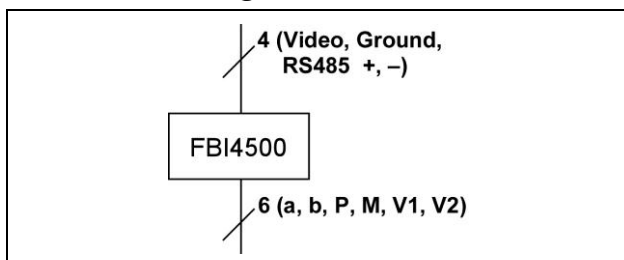 4 (Video, Ground,
RS485 +, –)
FBI4500
6 (a, b, P, M, V1, V2)